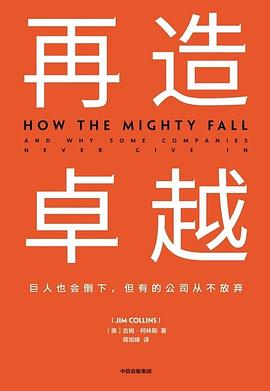 再造
HOW THE MIGHTY FALL
AND WHY SOME COMPANIES
NEVER GIVE IN
卓越
巨人也会倒下，但有的公司从不放弃
(JIM COLLINS)
[美] 吉姆·柯林斯 著
蒋旭峰 译
中信出版集团